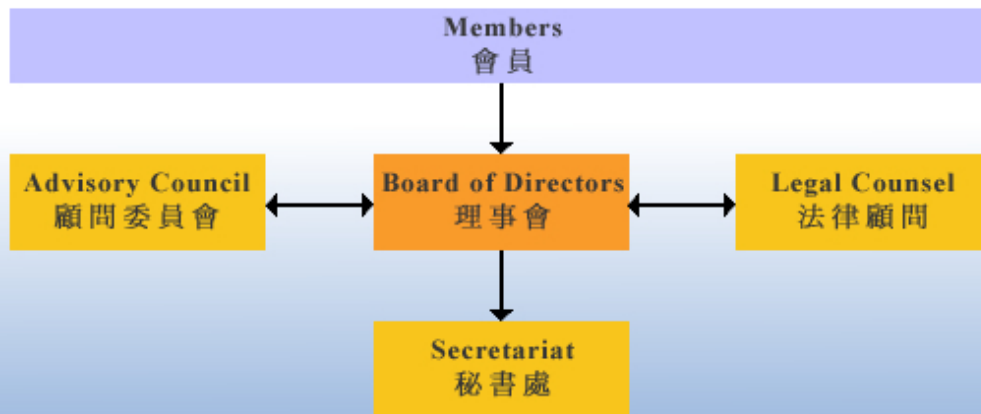 Members
會員
Advisory Council
顧問委員會
Board of Directors
理事會
Legal Counsel
法律顧問
Secretariat
秘書處